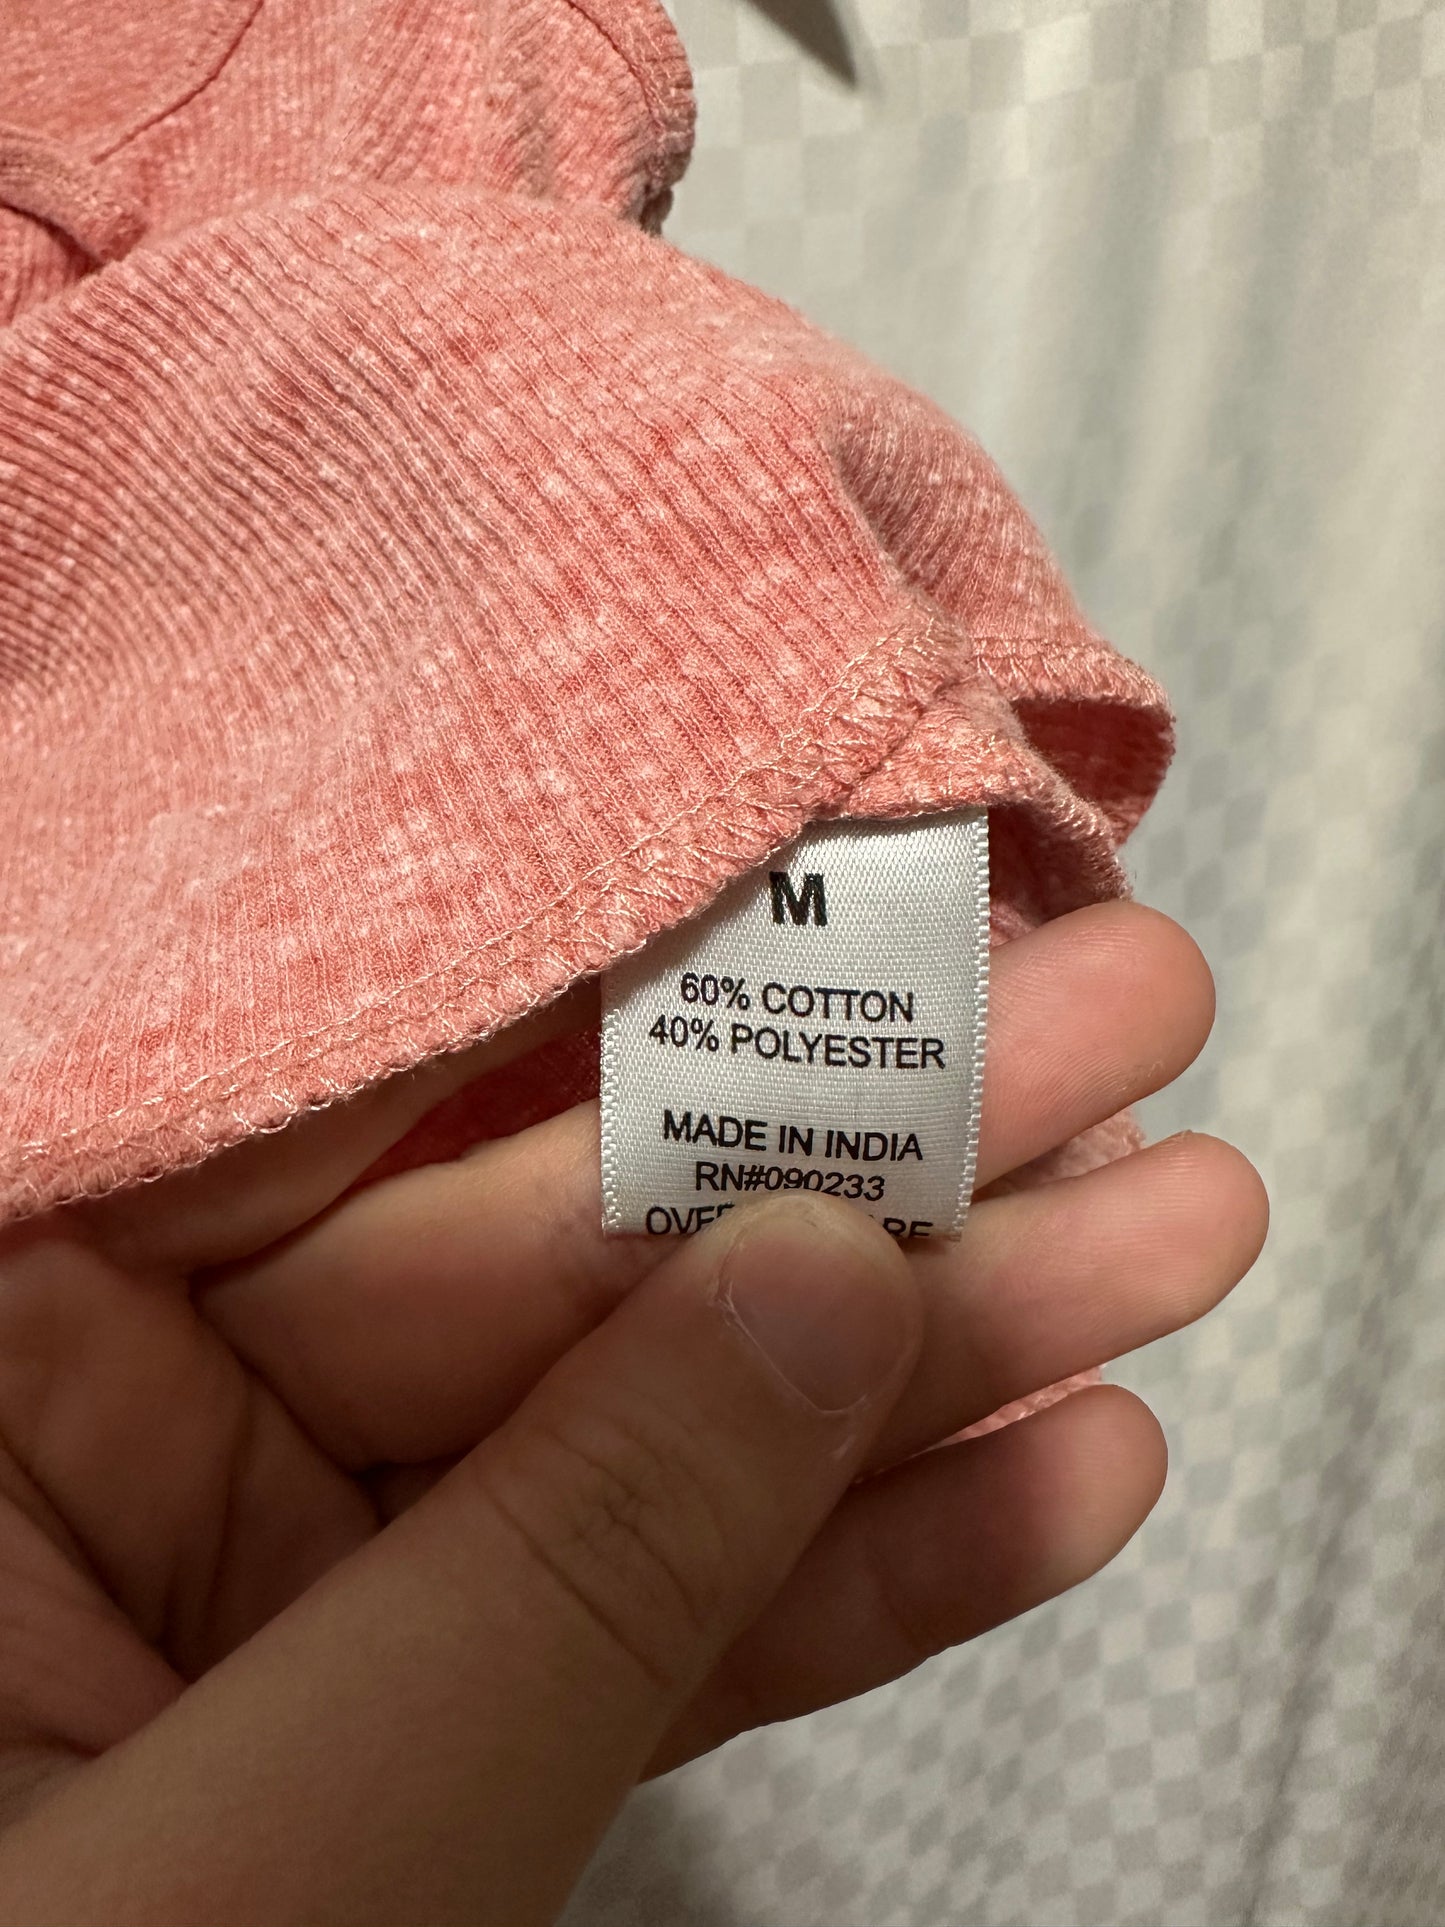 M
60% COTTON
40% POLYESTER
MADE IN INDIA
RN#090233